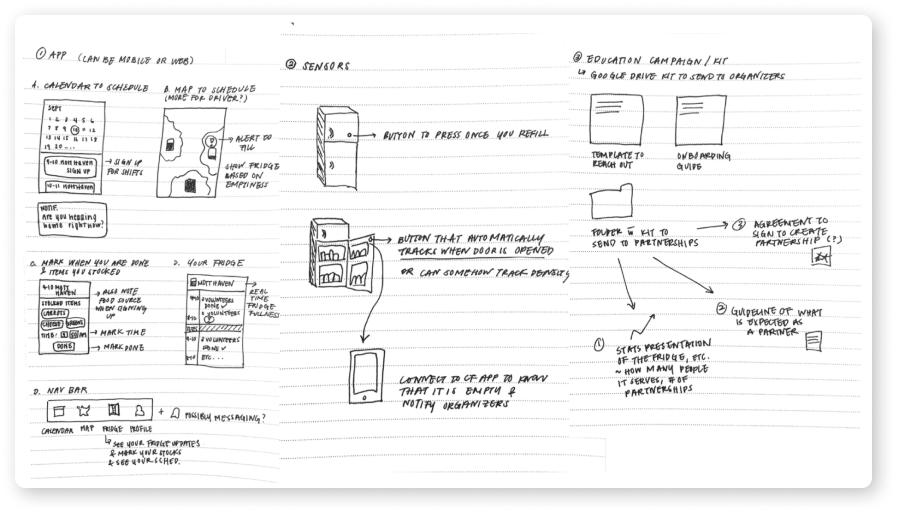 ① APP (CAN BE MOBILE OR WEB)
A. CALENDAR TO SCHEDULE
SEPT
1 2 3 4 5 6
7 8 9 10 11 12
13 14 15 16 17 18
19 20 ...
9-10 MOTT HAVEN
SIGN UP
10-11 MOTT HAVEN
→ SIGN UP
FOR SHIFTS
NOTIF.
Are you heading
home right now?
B. MAP TO SCHEDULE
(MORE FOR DRIVER?)
→ ALERT TO
FILL
SHOW FRIDGE
BASED ON
EMPTINESS
C. MARK WHEN YOU ARE DONE
& ITEMS YOU STOCKED
9-10 MOTT
HAVEN
STOCKED ITEMS
CARROTS
CHEESE
TIME:
DONE
→ ALSO NOTE
FOOD SOURCE
WHEN SIGNING
UP
→ MARK TIME
→ MARK DONE
2. YOUR FRIDGE
MOTT HAVEN
2 VOLUNTEERS
DONE ✓
2 VOLUNTEERS
2 VOLUNTEERS
DONE ✓
ETC...
→ REAL
TIME
FRIDGE
FULLNESS
D. NAV BAR
+ POSSIBLY MESSAGING?
CALENDAR MAP FRIDGE PROFILE
↳ SEE YOUR FRIDGE UPDATES
& MARK YOUR STOCKS
& SEE YOUR SCHED.
② SENSORS
→ BUTTON TO PRESS ONCE YOU REFILL
BUTTON THAT AUTOMATICALLY
TRACKS WHEN DOOR IS OPENED
OR CAN SOMEHOW TRACK DENSITY
CONNECT TO CF APP TO KNOW
THAT IT IS EMPTY &
NOTIFY ORGANIZERS
③ EDUCATION CAMPAIGN / KIT
↳ GOOGLE DRIVE KIT TO SEND TO ORGANIZERS
TEMPLATE TO
REACH OUT
ONBOARDING
GUIDE
FOLDER w KIT TO
SEND TO PARTNERSHIPS
→ ③ AGREEMENT TO
SIGN TO CREATE
PARTNERSHIP (?)
② GUIDELINE OF WHAT
IS EXPECTED AS
A PARTNER
① STATS PRESENTATION
OF THE FRIDGE, ETC.
~ HOW MANY PEOPLE
IT SERVES, # OF
PARTNERSHIPS